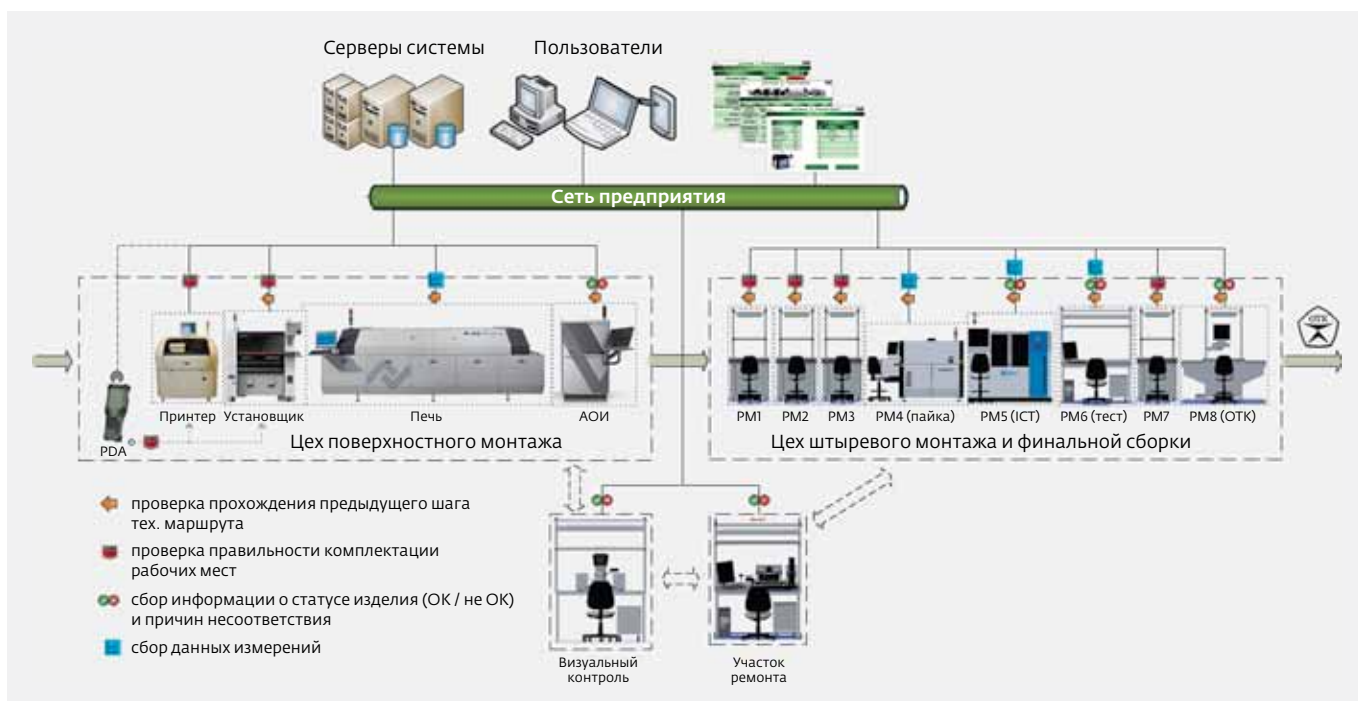 Серверы системы
Пользователи
Сеть предприятия
Принтер
Установщик
Печь
АОИ
PDA
Цех поверхностного монтажа
РМ1
РМ2
РМ3
РМ4 (пайка)
РМ5 (ICT)
РМ6 (тест)
РМ7
РМ8 (ОТК)
Цех штыревого монтажа и финальной сборки
ОТК
проверка прохождения предыдущего шага
тех. маршрута
проверка правильности комплектации
рабочих мест
сбор информации о статусе изделия (ОК / не ОК)
и причин несоответствия
сбор данных измерений
Визуальный
контроль
Участок
ремонта